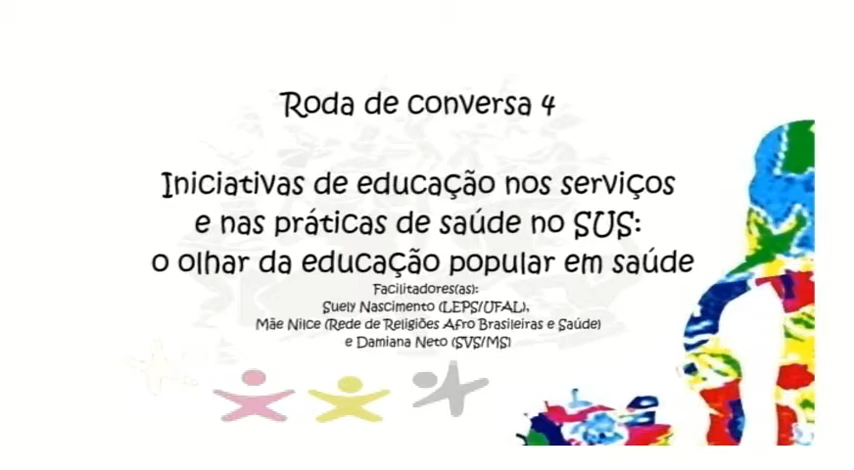 Roda de conversa 4
Iniciativas de educação nos serviços
e nas práticas de saúde no SUS:
o olhar da educação popular em saúde
Facilitadores(as):
Suely Nascimento (LEPS/UFAL),
Mãe Nilce (Rede de Religiões Afro Brasileiras e Saúde)
e Damiana Neto (SVS/MS)